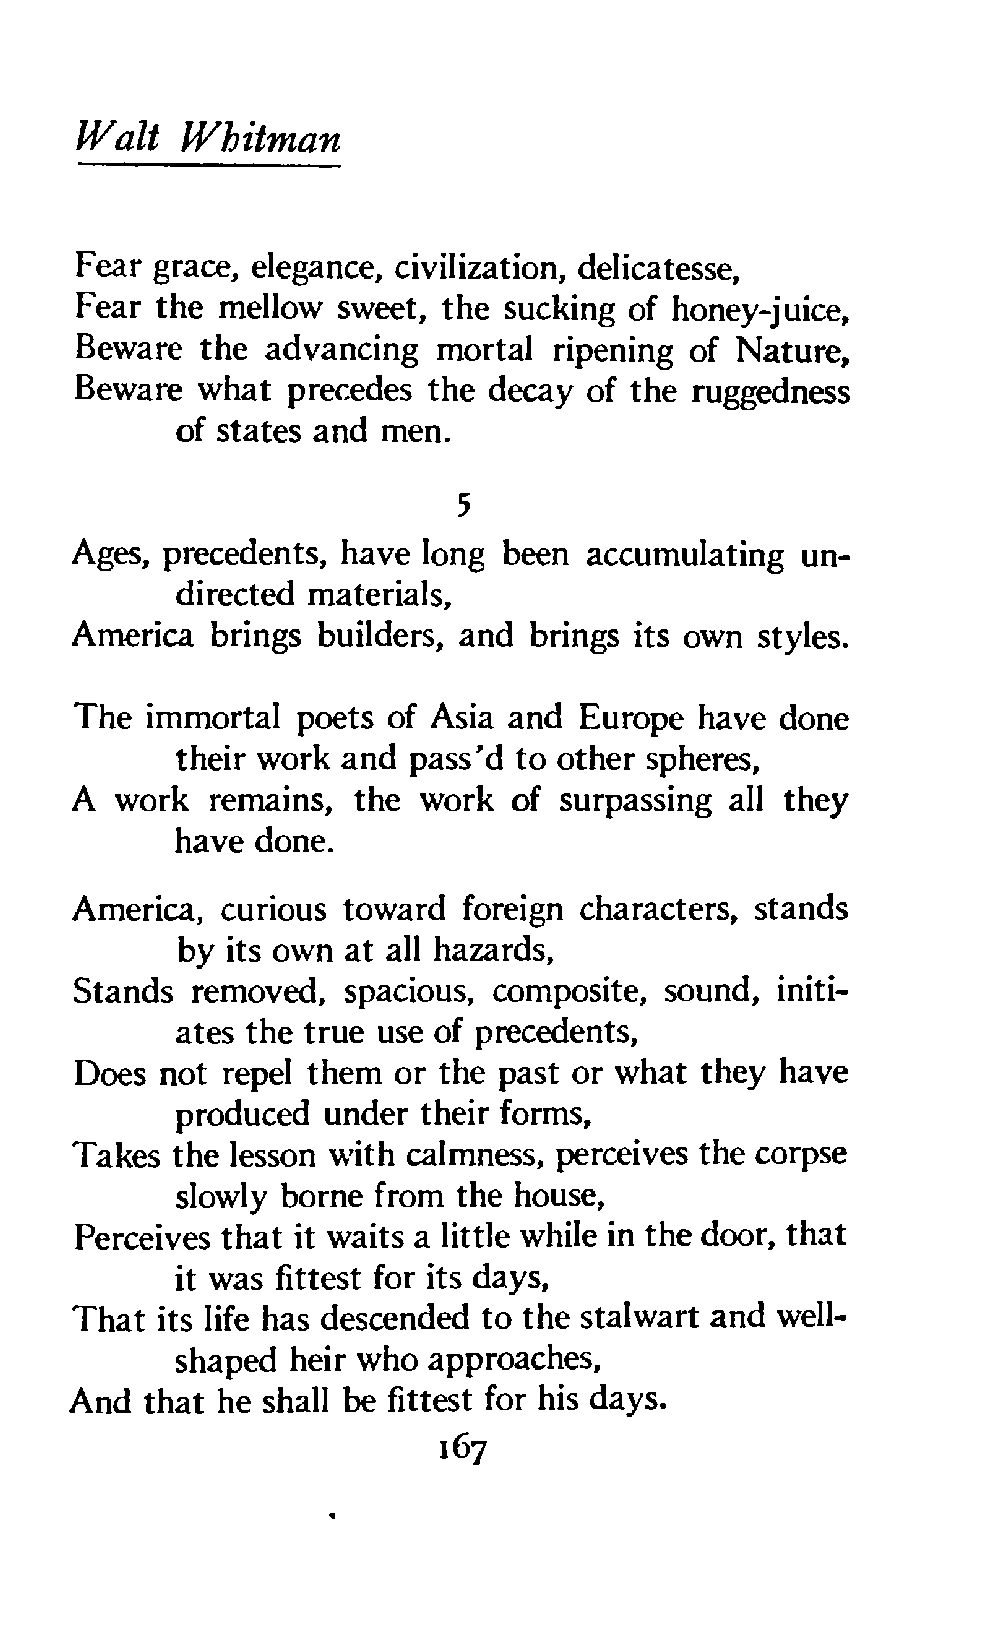 Walt Whitman
Fear grace, elegance, civilization, delicatesse,
Fear the mellow sweet, the sucking of honey-juice,
Beware the advancing mortal ripening of Nature,
Beware what precedes the decay of the ruggedness
of states and men.
5
Ages, precedents, have long been accumulating un-
directed materials,
America brings builders, and brings its own styles.
The immortal poets of Asia and Europe have done
their work and pass'd to other spheres,
A work remains, the work of surpassing all they
have done.
America, curious toward foreign characters, stands
by its own at all hazards,
Stands removed, spacious, composite, sound, initi-
ates the true use of precedents,
Does not repel them or the past or what they have
produced under their forms,
Takes the lesson with calmness, perceives the corpse
slowly borne from the house,
Perceives that it waits a little while in the door, that
it was fittest for its days,
That its life has descended to the stalwart and well-
shaped heir who approaches,
And that he shall be fittest for his days.
167